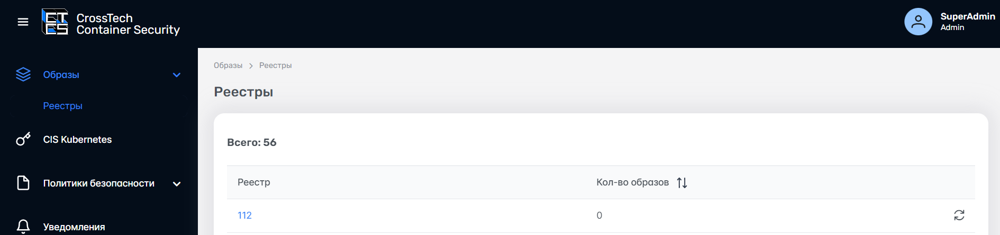 CrossTech
Container Security
SuperAdmin
Admin
Образы
Реестры
CIS Kubernetes
Политики безопасности
Уведомления
Образы > Реестры
Реестры
Всего: 56
Реестр Кол-во образов
112 0